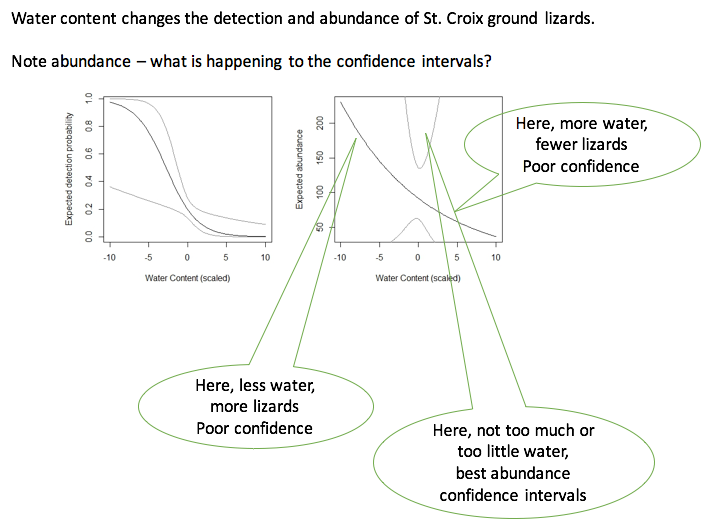 Water content changes the detection and abundance of St. Croix ground lizards.
Note abundance – what is happening to the confidence intervals?
Expected detection probability
1.0
0.8
0.6
0.4
0.2
0.0
-10 -5 0 5 10
Water Content (scaled)
Expected abundance
200
150
100
50
-10 -5 0 5 10
Water Content (scaled)
Here, more water,
fewer lizards
Poor confidence
Here, less water,
more lizards
Poor confidence
Here, not too much or
too little water,
best abundance
confidence intervals